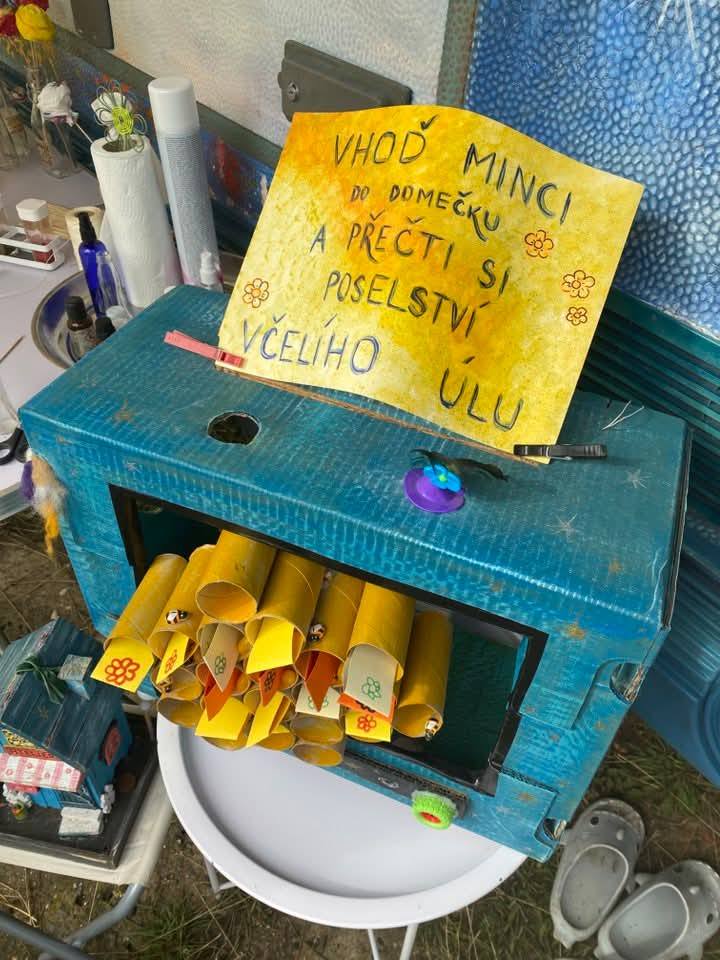 VHOĎ MINCI
DO DOMEČKU
A PŘEČTI SI
POSELSTVÍ
VČELÍHO ÚLU